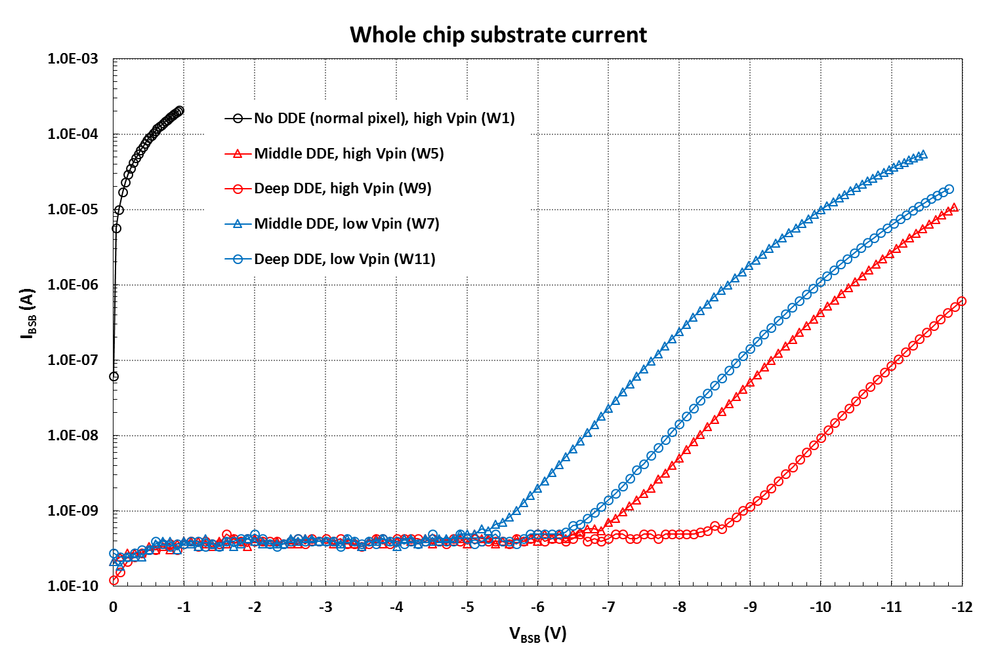 Whole chip substrate current
1.0E-03
1.0E-04
1.0E-05
1.0E-06
1.0E-07
1.0E-08
1.0E-09
1.0E-10
I_BSB (A)
No DDE (normal pixel), high Vpin (W1)
Middle DDE, high Vpin (W5)
Deep DDE, high Vpin (W9)
Middle DDE, low Vpin (W7)
Deep DDE, low Vpin (W11)
0 -1 -2 -3 -4 -5 -6 -7 -8 -9 -10 -11 -12
V_BSB (V)